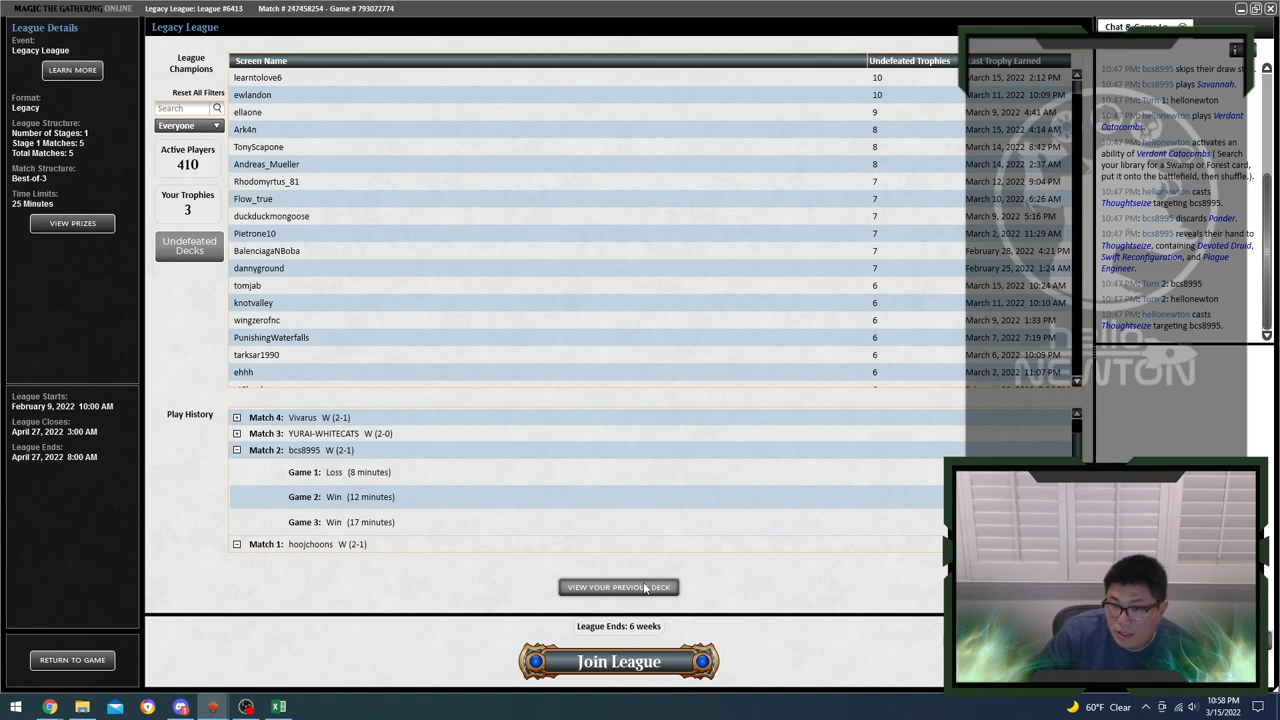 MAGIC THE GATHERING ONLINE
Legacy League: League #6413
Match # 247458254 - Game # 793072774
League Details
Event:
Legacy League
LEARN MORE
Format:
Legacy
League Structure:
Number of Stages: 1
Stage 1 Matches: 5
Total Matches: 5
Match Structure:
Best-of-3
Time Limits:
25 Minutes
VIEW PRIZES
League Starts:
February 9, 2022 10:00 AM
League Closes:
April 27, 2022 3:00 AM
League Ends:
April 27, 2022 8:00 AM
RETURN TO GAME
Legacy League
League
Champions
Reset All Filters
Search
Everyone
Active Players
410
Your Trophies
3
Undefeated
Decks
Screen Name Undefeated Trophies Last Trophy Earned
learntolove6 10 March 15, 2022 2:12 PM
ewlandon 10 March 11, 2022 10:09 PM
ellaone 9 March 9, 2022 4:41 AM
Ark4n 8 March 15, 2022 4:14 AM
TonyScapone 8 March 14, 2022 8:42 PM
Andreas_Mueller 8 March 14, 2022 2:37 AM
Rhodomyrtus_81 7 March 12, 2022 9:04 PM
Flow_true 7 March 10, 2022 6:26 AM
duckduckmongoose 7 March 9, 2022 5:16 PM
Pietrone10 7 March 2, 2022 11:29 AM
BalenciagaNBoba 7 February 28, 2022 4:21 PM
dannyground 7 February 25, 2022 1:24 AM
tomjab 6 March 15, 2022 10:24 AM
knotvalley 6 March 11, 2022 10:10 AM
wingzerofnc 6 March 9, 2022 1:33 PM
PunishingWaterfalls 6 March 7, 2022 7:19 PM
tarksar1990 6 March 6, 2022 10:09 PM
ehhh 6 March 2, 2022 11:07 PM
Play History
Match 4: Vivarus W (2-1)
Match 3: YURAI-WHITECATS W (2-0)
Match 2: bcs8995 W (2-1)
Game 1: Loss (8 minutes)
Game 2: Win (12 minutes)
Game 3: Win (17 minutes)
Match 1: hoojchoons W (2-1)
VIEW YOUR PREVIOUS DECK
League Ends: 6 weeks
Join League
Chat & Game Lo
10:47 PM: bcs8995 skips their draw st
10:47 PM: bcs8995 plays Savannah.
10:47 PM: Turn 1: hellonewton
10:47 PM: hellonewton plays Verdant
Catacombs.
10:47 PM: hellonewton activates an
ability of Verdant Catacombs ( Search
your library for a Swamp or Forest card,
put it onto the battlefield, then shuffle.).
10:47 PM: hellonewton casts
Thoughtseize targeting bcs8995.
10:47 PM: bcs8995 discards Ponder.
10:47 PM: bcs8995 reveals their hand to
Thoughtseize, containing Devoted Druid,
Swift Reconfiguration, and Plague
Engineer.
10:47 PM: Turn 2: bcs8995
10:47 PM: Turn 2: hellonewton
10:47 PM: hellonewton casts
Thoughtseize targeting bcs8995.
hello
NEWTON
60°F Clear
10:58 PM
3/15/2022